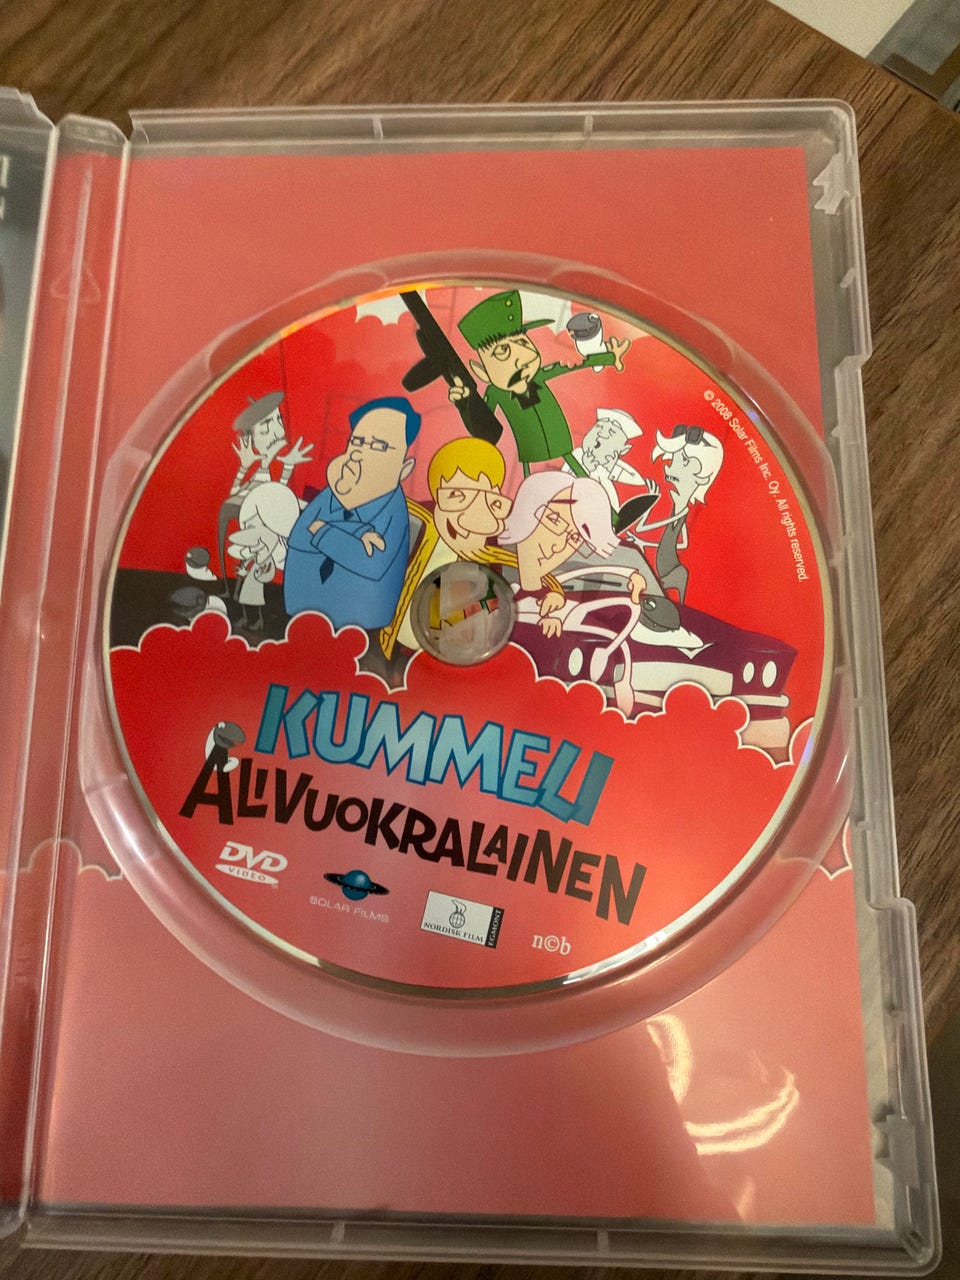 © 2008 Solar Films Inc. Oy. All rights reserved.
KUMMELI
ALIVUOKRALAINEN
DVD
VIDEO
SOLAR FILMS
NORDISK FILM
EGMONT
n©b